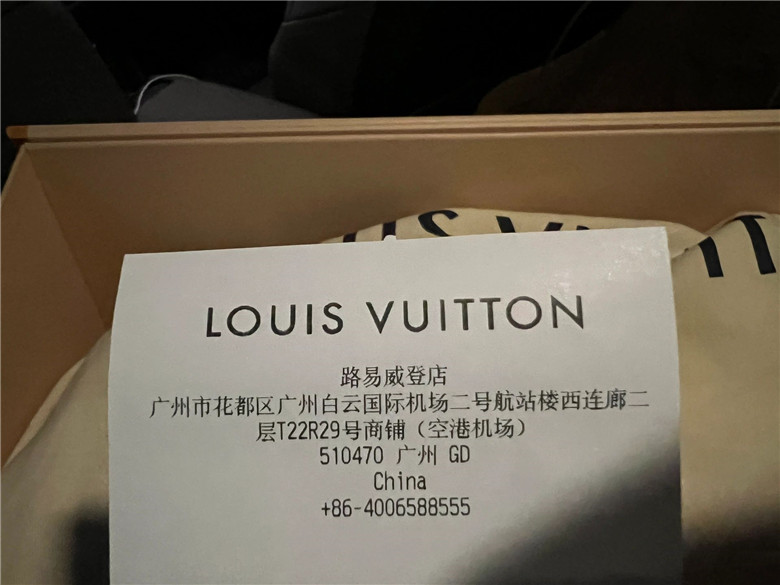 LOUIS VUITTON
LOUIS VUITTON
路易威登店
广州市花都区广州白云国际机场二号航站楼西连廊二
层T22R29号商铺（空港机场）
510470 广州 GD
China
+86-4006588555